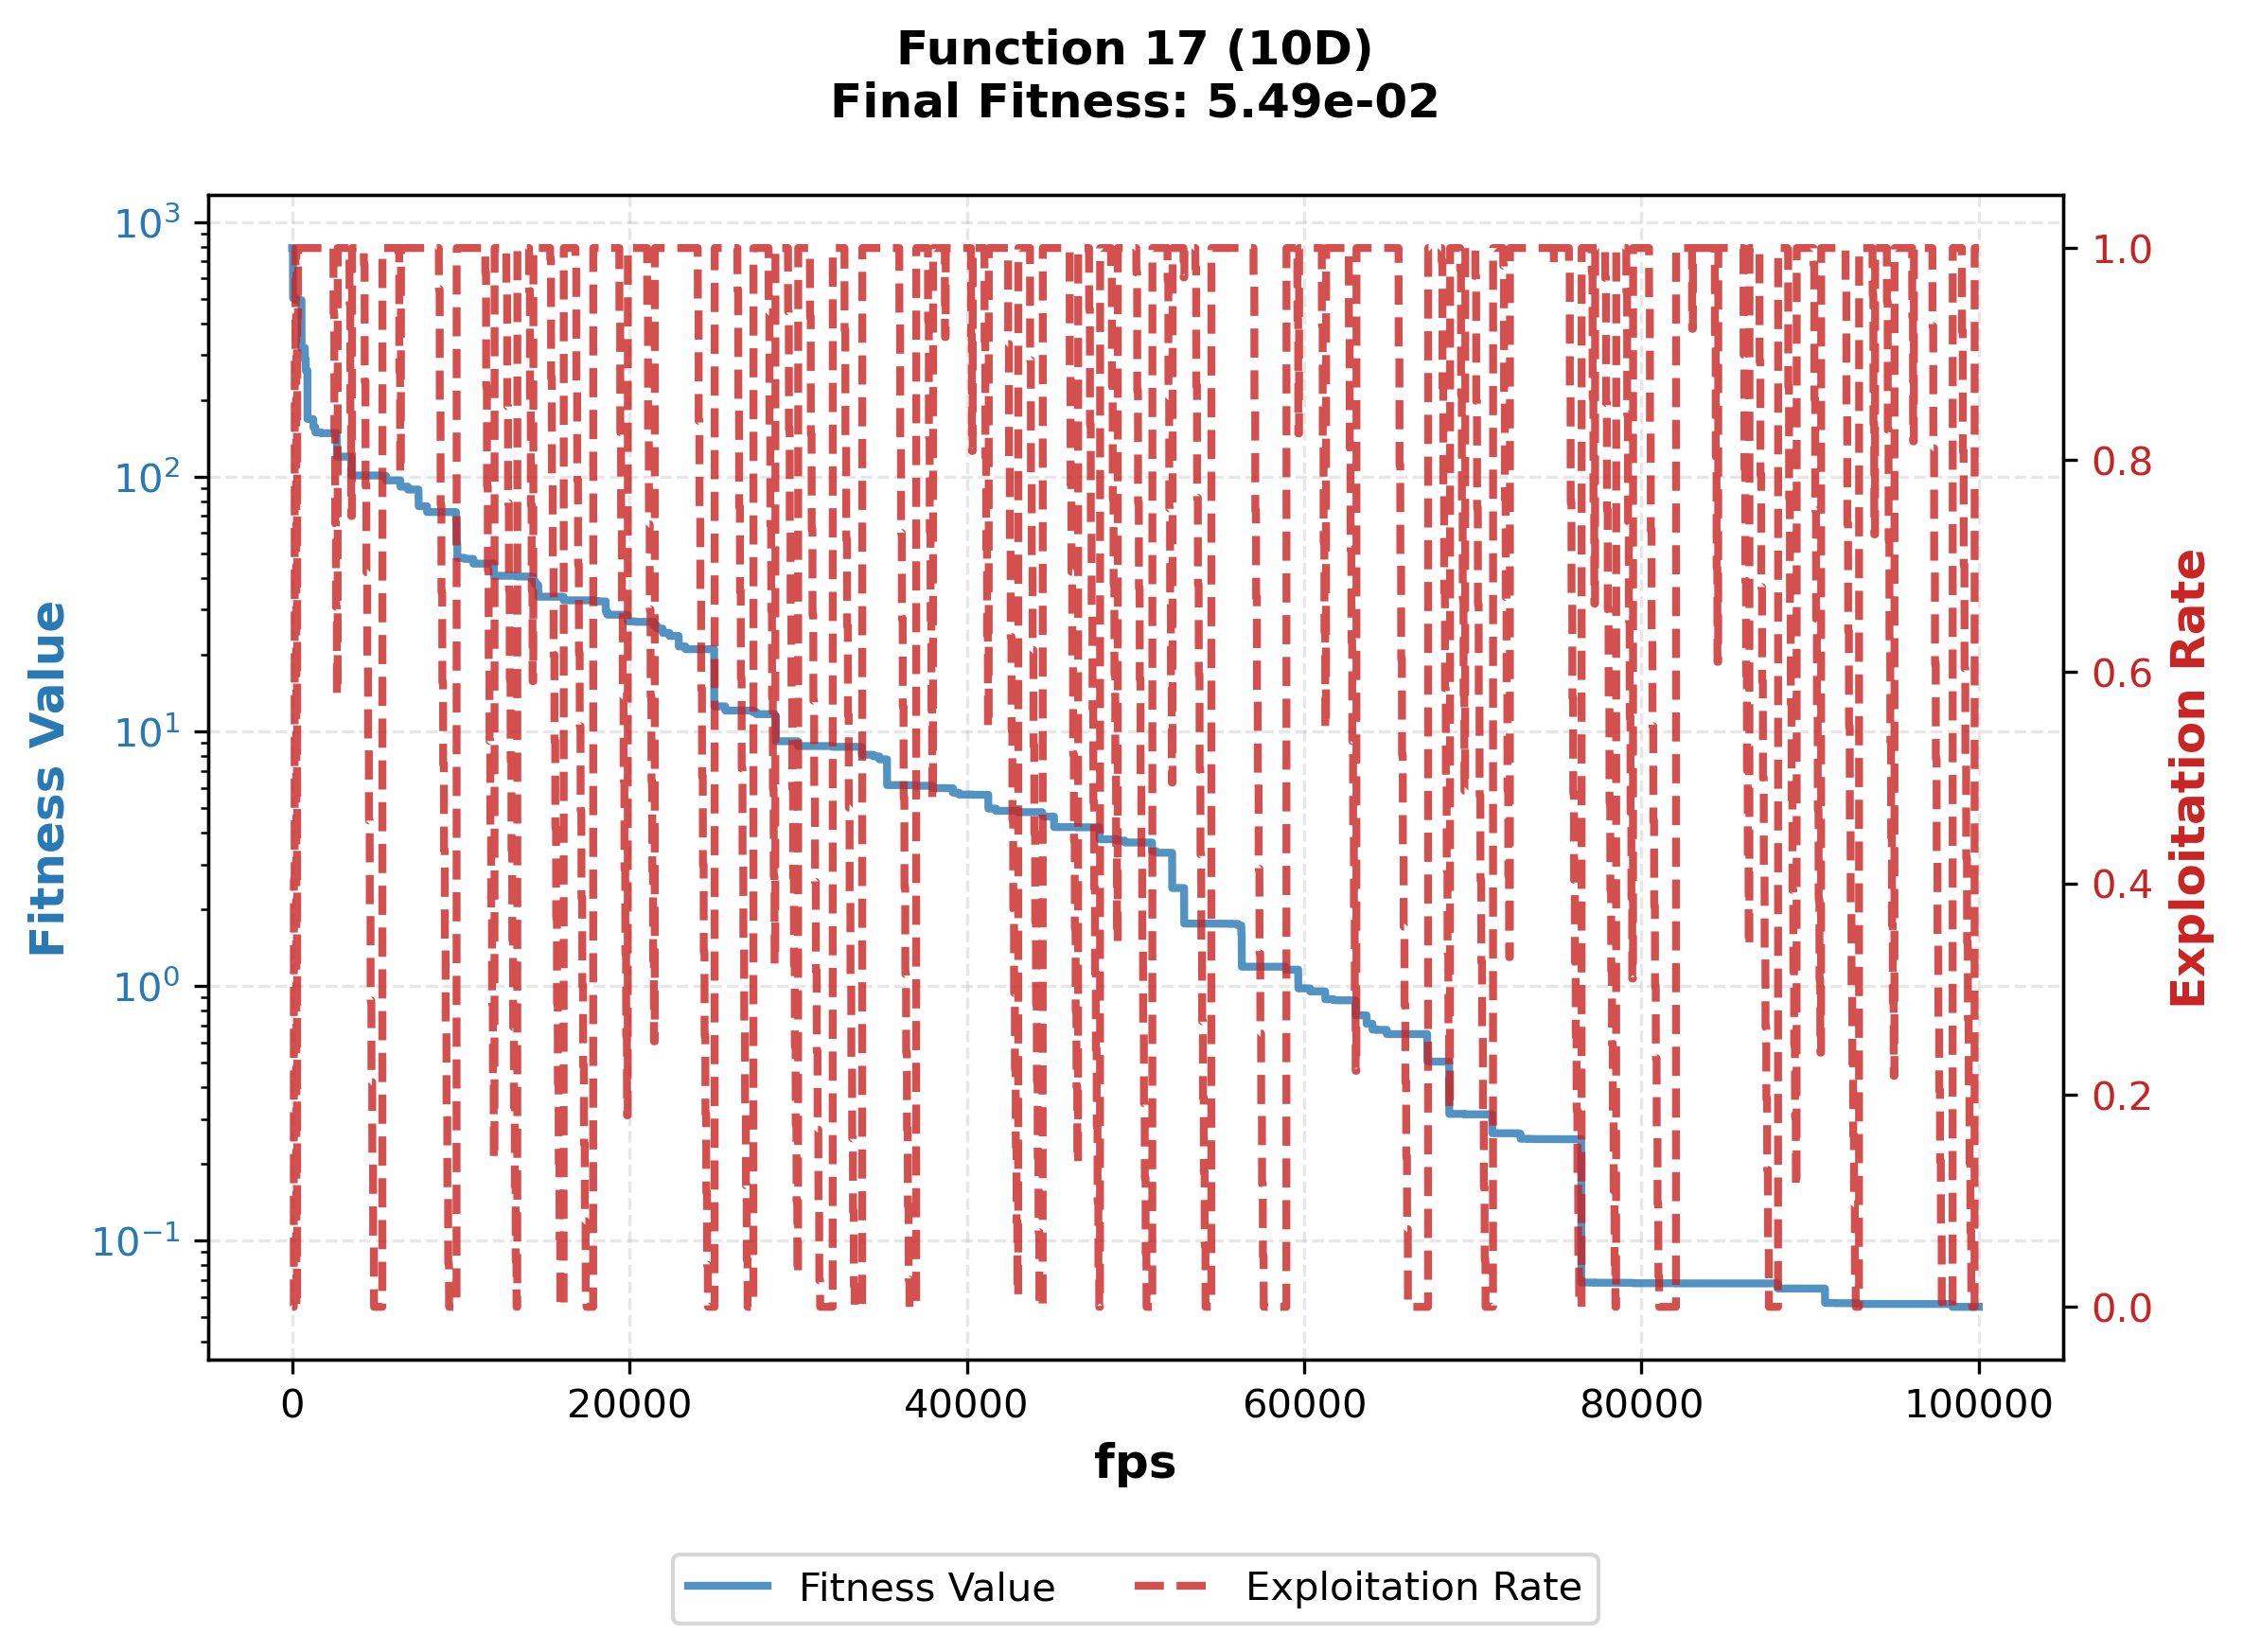 Function 17 (10D)
Final Fitness: 5.49e-02
10³
10²
10¹
10⁰
10⁻¹
Fitness Value
1.0
0.8
0.6
0.4
0.2
0.0
Exploitation Rate
0 20000 40000 60000 80000 100000
fps
Fitness Value Exploitation Rate